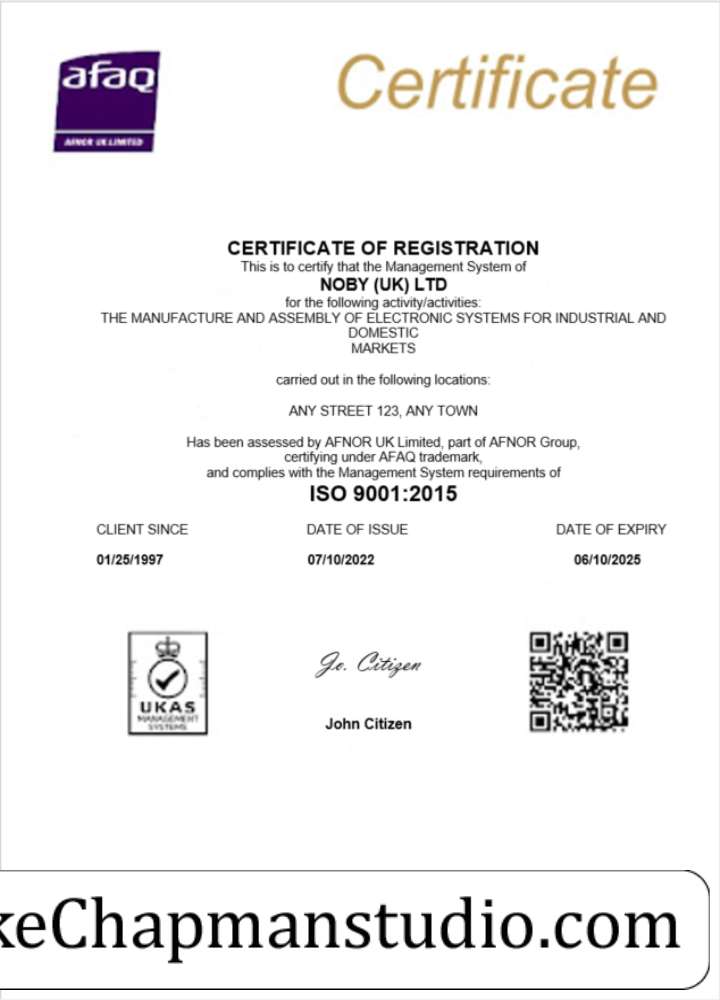 afaq
AFNOR UK LIMITED
Certificate
CERTIFICATE OF REGISTRATION
This is to certify that the Management System of
NOBY (UK) LTD
for the following activity/activities:
THE MANUFACTURE AND ASSEMBLY OF ELECTRONIC SYSTEMS FOR INDUSTRIAL AND
DOMESTIC
MARKETS
carried out in the following locations:
ANY STREET 123, ANY TOWN
Has been assessed by AFNOR UK Limited, part of AFNOR Group,
certifying under AFAQ trademark,
and complies with the Management System requirements of
ISO 9001:2015
CLIENT SINCE DATE OF ISSUE DATE OF EXPIRY
01/25/1997 07/10/2022 06/10/2025
Jo. Citizen
UKAS
MANAGEMENT
SYSTEMS
John Citizen
keChapmanstudio.com